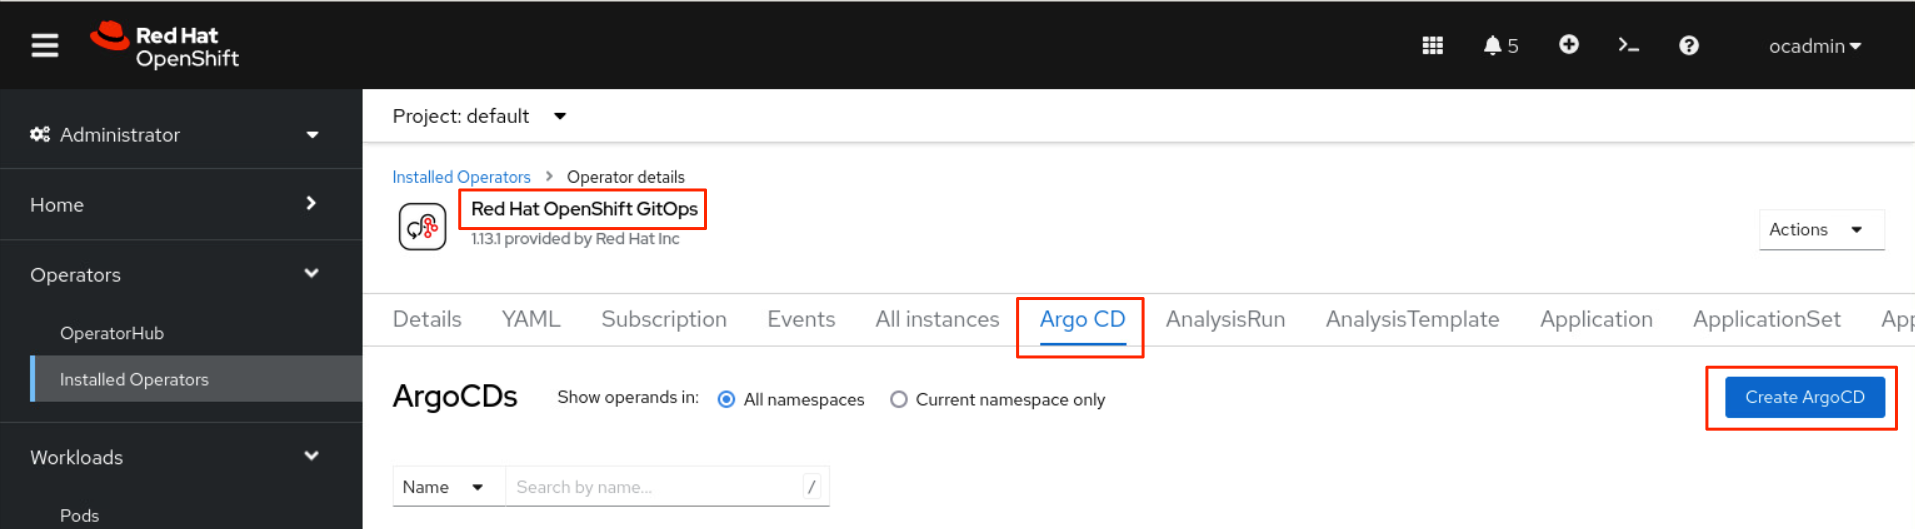 Red Hat
OpenShift
5
ocadmin
Administrator
Home
Operators
OperatorHub
Installed Operators
Workloads
Pods
Project: default
Installed Operators > Operator details
Red Hat OpenShift GitOps
1.13.1 provided by Red Hat Inc
Actions
Details YAML Subscription Events All instances Argo CD AnalysisRun AnalysisTemplate Application ApplicationSet App
ArgoCDs Show operands in: All namespaces Current namespace only Create ArgoCD
Name Search by name... /